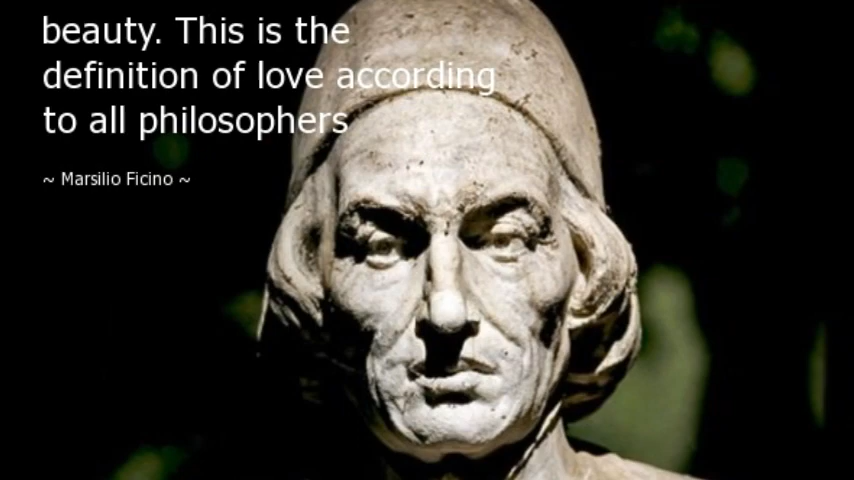 beauty. This is the
definition of love according
to all philosophers
~ Marsilio Ficino ~